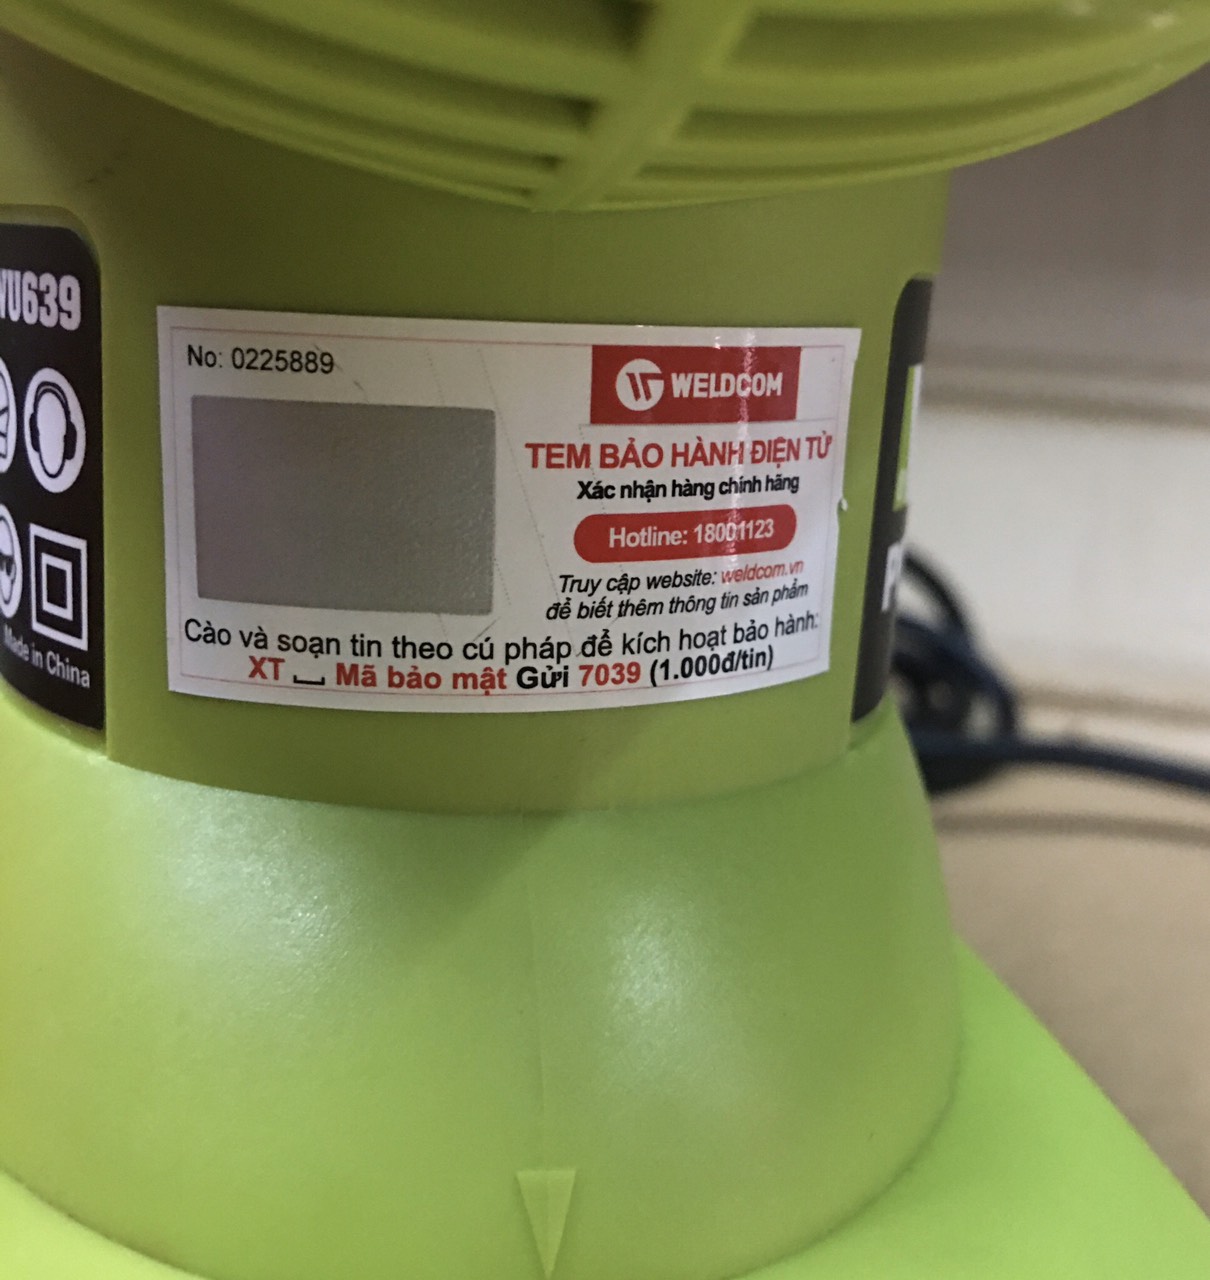 No: 0225889
WELDCOM
TEM BẢO HÀNH ĐIỆN TỬ
Xác nhận hàng chính hãng
Hotline: 18001123
Truy cập website: weldcom.vn
để biết thêm thông tin sản phẩm
Cào và soạn tin theo cú pháp để kích hoạt bảo hành:
XT Mã bảo mật Gửi 7039 (1.000đ/tin)
U639
Made in China